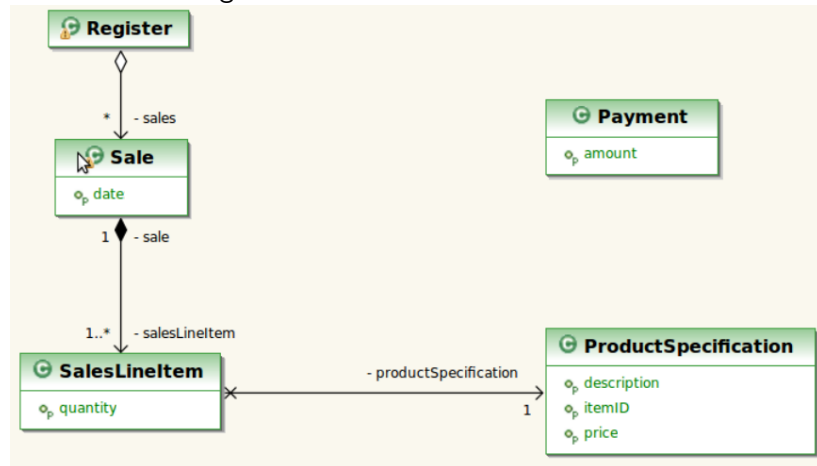 Register
* - sales
Sale
date
1 - sale
1..* - salesLineItem
SalesLineItem
quantity
Payment
amount
- productSpecification
1
ProductSpecification
description
itemID
price